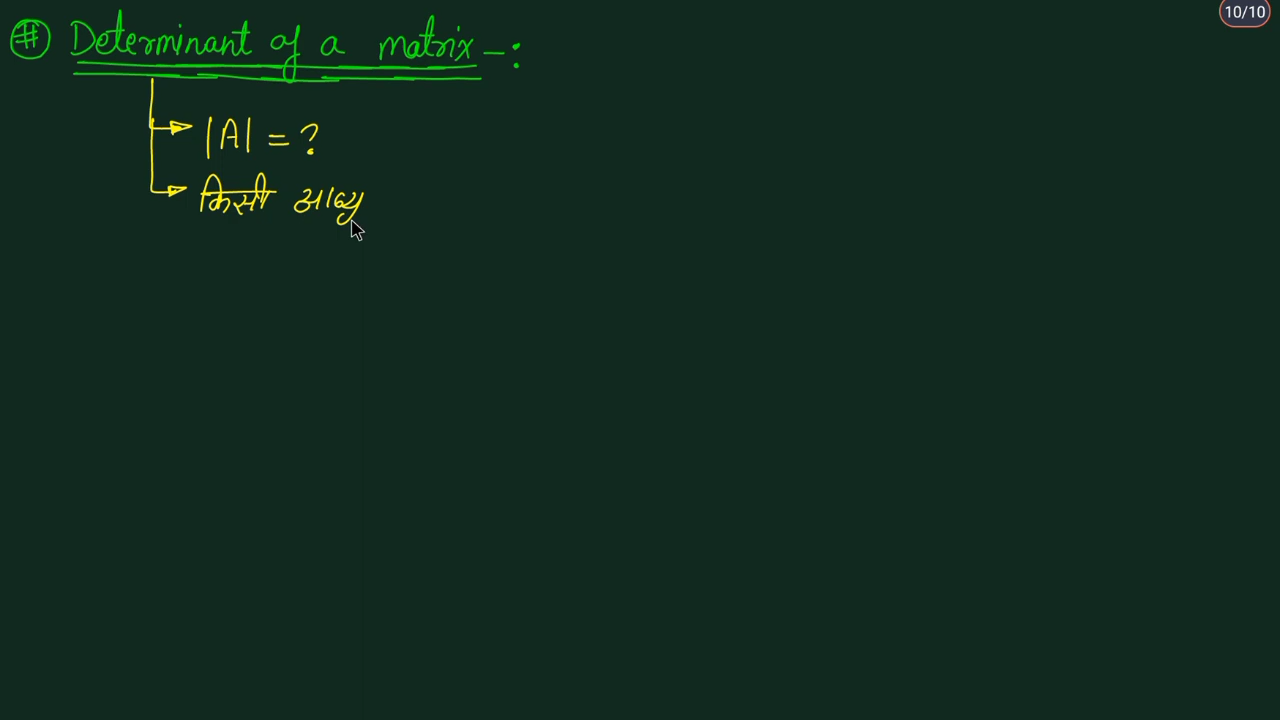 10/10
# Determinant of a matrix -:
|A| = ?
किसी आव्यु